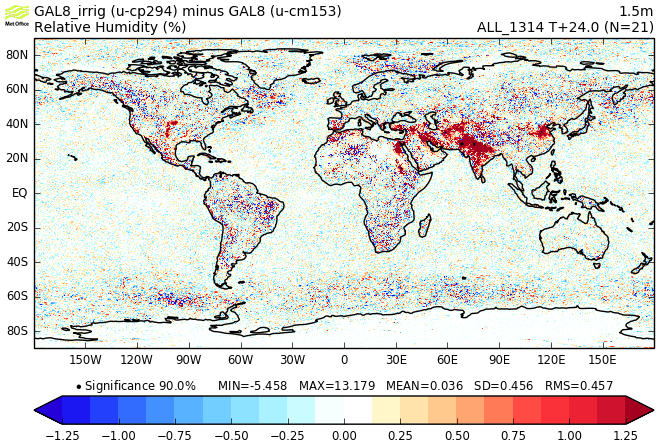 GAL8_irrig (u-cp294) minus GAL8 (u-cm153) 1.5m
Met Office
Relative Humidity (%) ALL_1314 T+24.0 (N=21)
80N
60N
40N
20N
EQ
20S
40S
60S
80S
150W 120W 90W 60W 30W 0 30E 60E 90E 120E 150E
• Significance 90.0% MIN=-5.458 MAX=13.179 MEAN=0.036 SD=0.456 RMS=0.457
−1.25 −1.00 −0.75 −0.50 −0.25 0.00 0.25 0.50 0.75 1.00 1.25